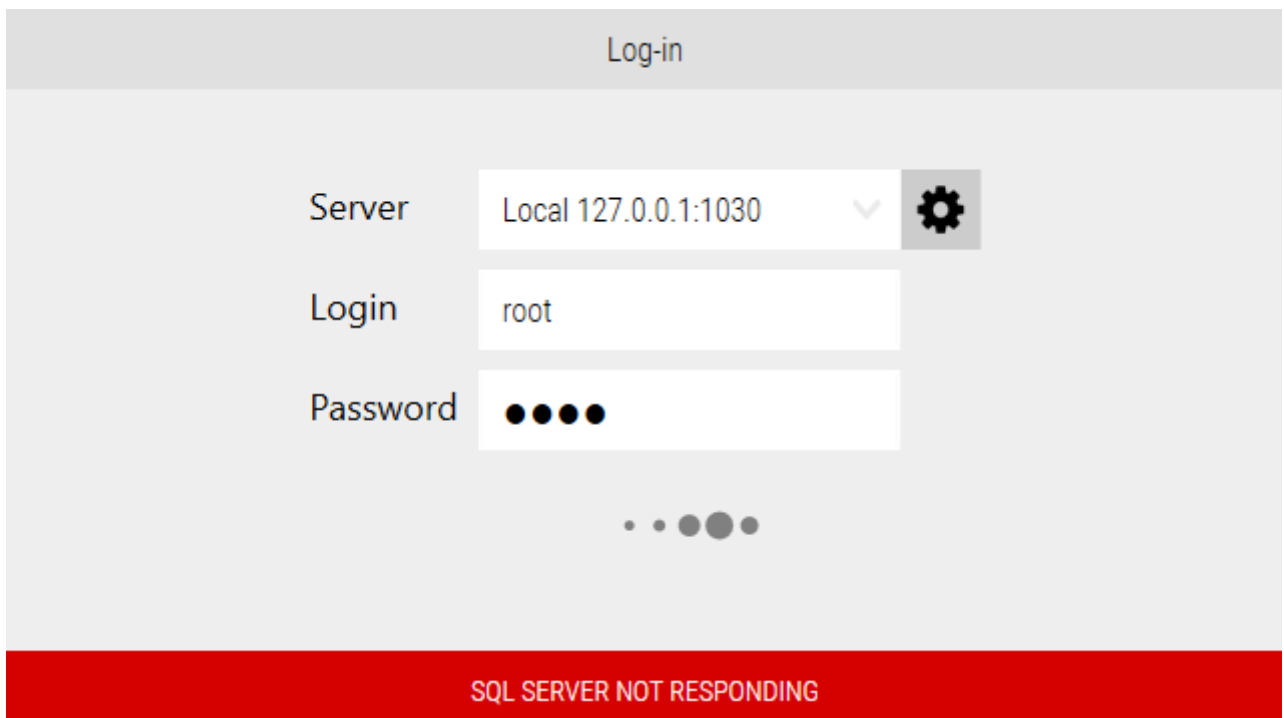 Log-in
Server Local 127.0.0.1:1030
Login root
Password ●●●●
SQL SERVER NOT RESPONDING